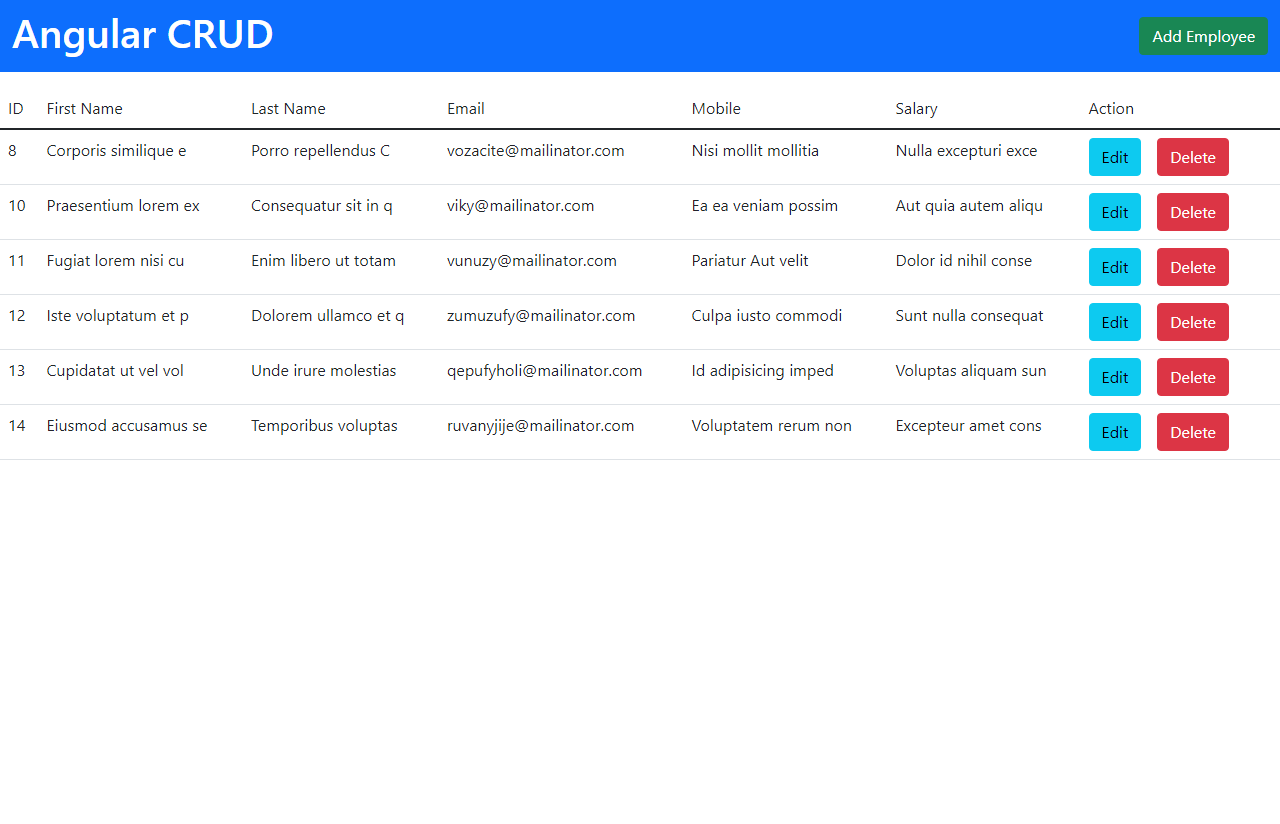 Angular CRUD Add Employee
ID First Name Last Name Email Mobile Salary Action
8 Corporis similique e Porro repellendus C vozacite@mailinator.com Nisi mollit mollitia Nulla excepturi exce Edit Delete
10 Praesentium lorem ex Consequatur sit in q viky@mailinator.com Ea ea veniam possim Aut quia autem aliqu Edit Delete
11 Fugiat lorem nisi cu Enim libero ut totam vunuzy@mailinator.com Pariatur Aut velit Dolor id nihil conse Edit Delete
12 Iste voluptatum et p Dolorem ullamco et q zumuzufy@mailinator.com Culpa iusto commodi Sunt nulla consequat Edit Delete
13 Cupidatat ut vel vol Unde irure molestias qepufyholi@mailinator.com Id adipisicing imped Voluptas aliquam sun Edit Delete
14 Eiusmod accusamus se Temporibus voluptas ruvanyjije@mailinator.com Voluptatem rerum non Excepteur amet cons Edit Delete